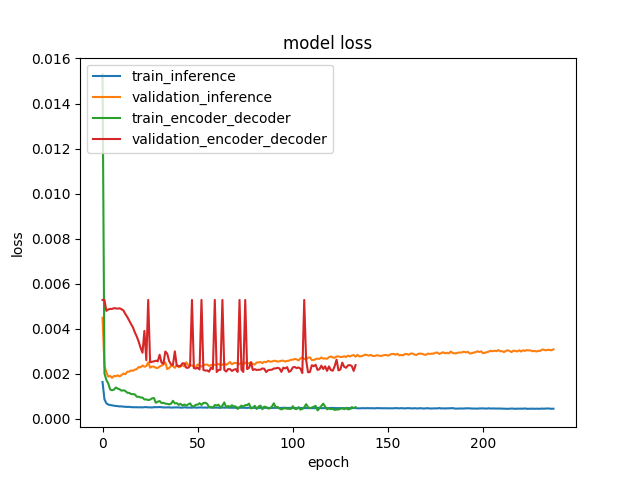 model loss
0.016
0.014
0.012
0.010
0.008
0.006
0.004
0.002
0.000
loss
train_inference
validation_inference
train_encoder_decoder
validation_encoder_decoder
0 50 100 150 200
epoch